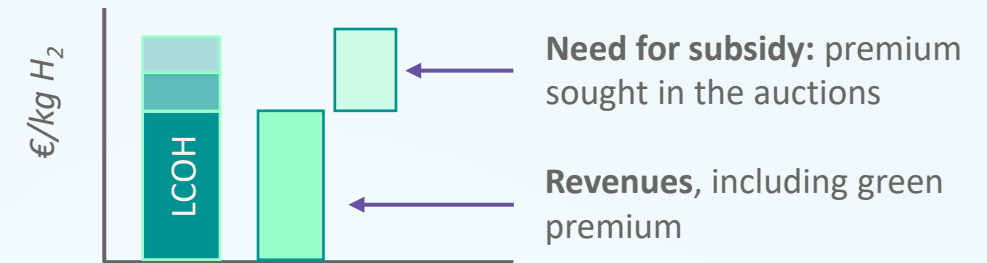 €/kg H₂
LCOH
Need for subsidy: premium
sought in the auctions
Revenues, including green
premium